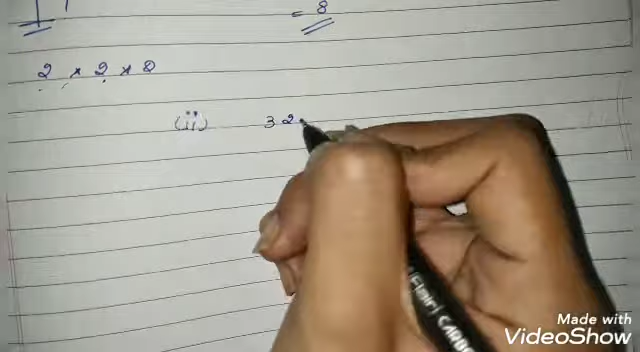 = 8
2 × 2 × 2
(ii) 32
Made with
VideoShow